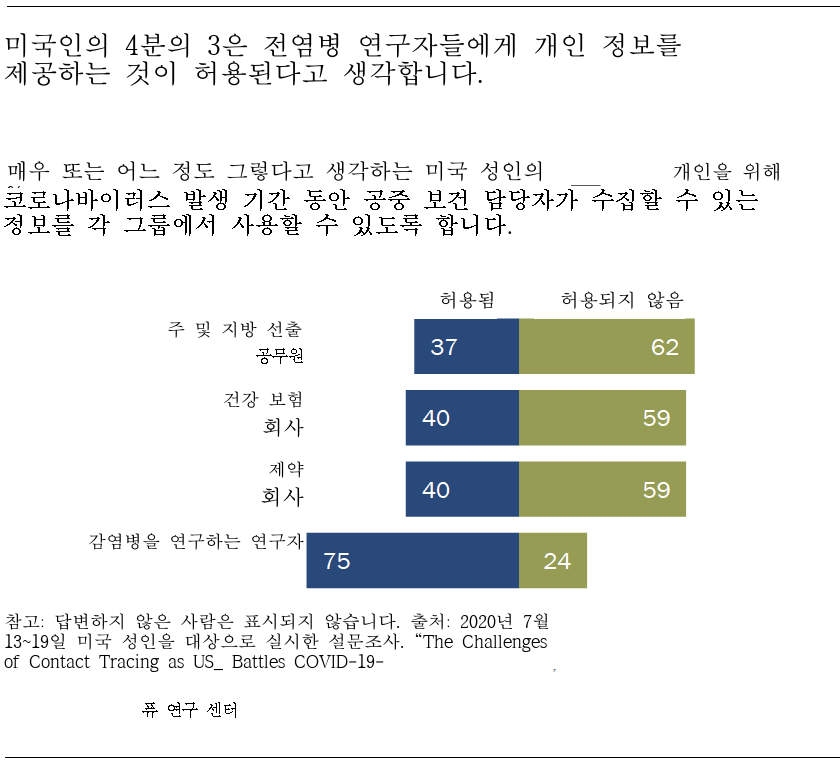 미국인의 4분의 3은 전염병 연구자들에게 개인 정보를
제공하는 것이 허용된다고 생각합니다.
매우 또는 어느 정도 그렇다고 생각하는 미국 성인의 개인을 위해
코로나바이러스 발생 기간 동안 공중 보건 담당자가 수집할 수 있는
정보를 각 그룹에서 사용할 수 있도록 합니다.
허용됨 허용되지 않음
주 및 지방 선출
공무원
37 62
건강 보험
회사
40 59
제약
회사
40 59
감염병을 연구하는 연구자
75 24
참고: 답변하지 않은 사람은 표시되지 않습니다. 출처: 2020년 7월
13~19일 미국 성인을 대상으로 실시한 설문조사. “The Challenges
of Contact Tracing as US_ Battles COVID-19-
퓨 연구 센터